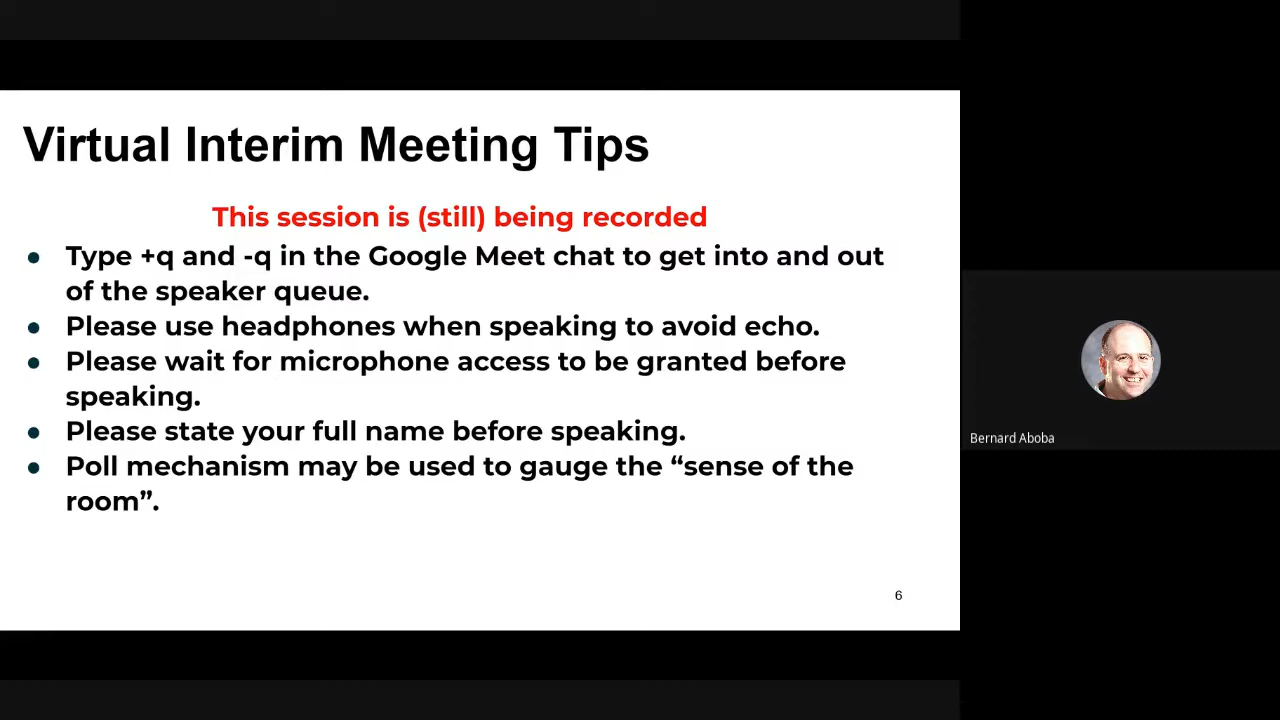 Virtual Interim Meeting Tips
This session is (still) being recorded
● Type +q and -q in the Google Meet chat to get into and out
of the speaker queue.
● Please use headphones when speaking to avoid echo.
● Please wait for microphone access to be granted before
speaking.
● Please state your full name before speaking.
● Poll mechanism may be used to gauge the “sense of the
room”.
6
Bernard Aboba